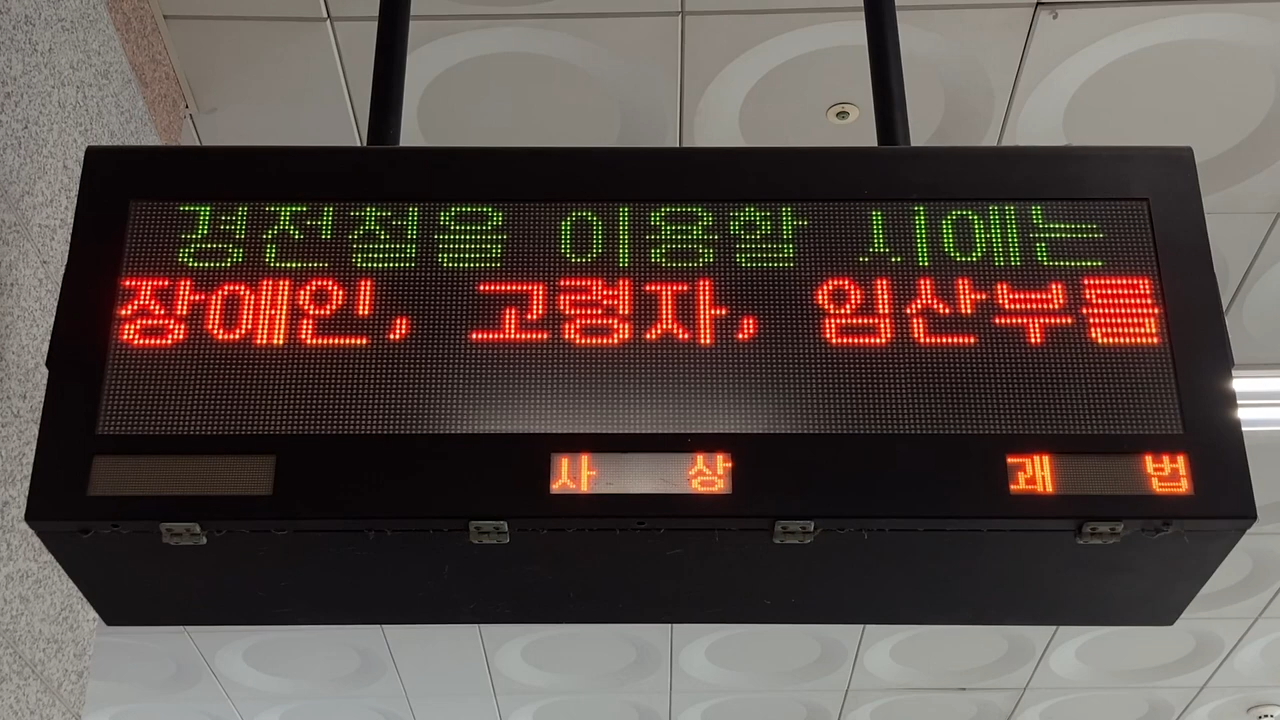 경전철을 이용할 시에는
장애인, 고령자, 임산부를
사 상
괘 법